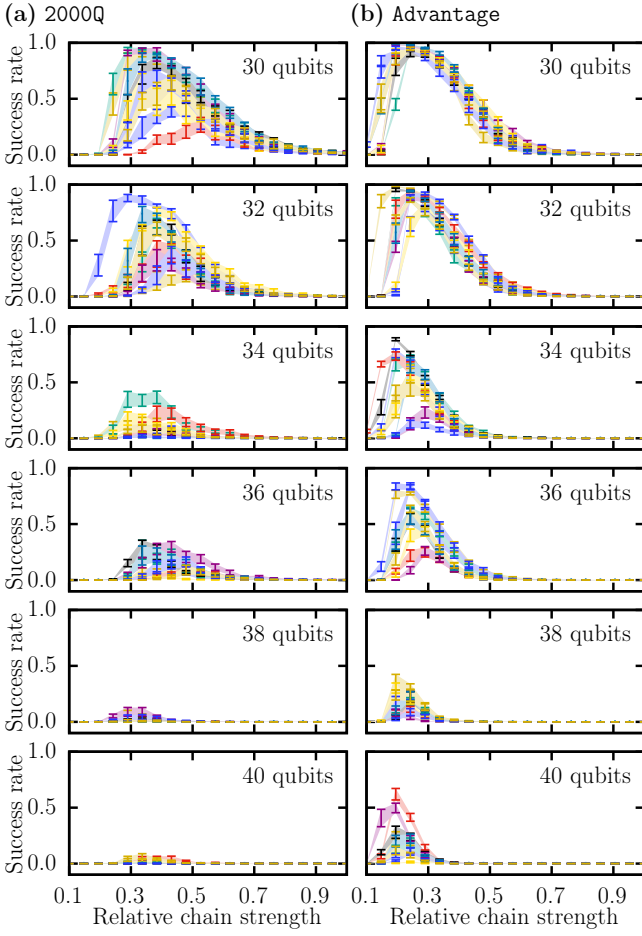 (a) 2000Q (b) Advantage
Success rate 1.0 0.5 0.0 30 qubits 30 qubits
Success rate 1.0 0.5 0.0 32 qubits 32 qubits
Success rate 1.0 0.5 0.0 34 qubits 34 qubits
Success rate 1.0 0.5 0.0 36 qubits 36 qubits
Success rate 1.0 0.5 0.0 38 qubits 38 qubits
Success rate 1.0 0.5 0.0 40 qubits 40 qubits
0.1 0.3 0.5 0.7 0.9 0.1 0.3 0.5 0.7 0.9
Relative chain strength Relative chain strength